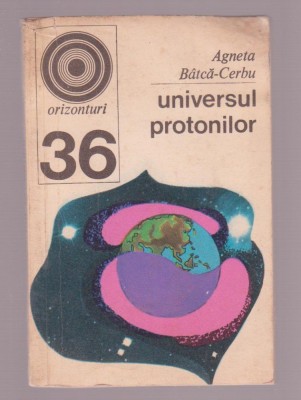 orizonturi
36
Agneta
Bâtcă-Cerbu
universul
protonilor